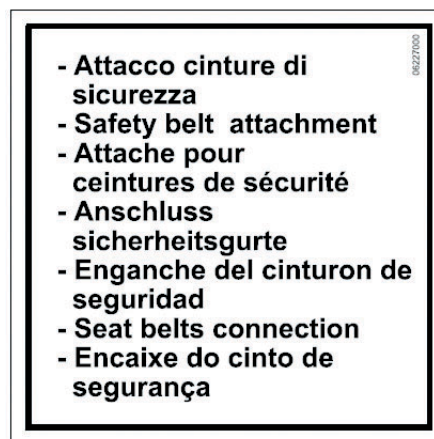 - Attacco cinture di
sicurezza
- Safety belt  attachment
- Attache pour
ceintures de sécurité
- Anschluss
sicherheitsgurte
- Enganche del cinturon de
seguridad
- Seat belts connection
- Encaixe do cinto de
segurança
06227000